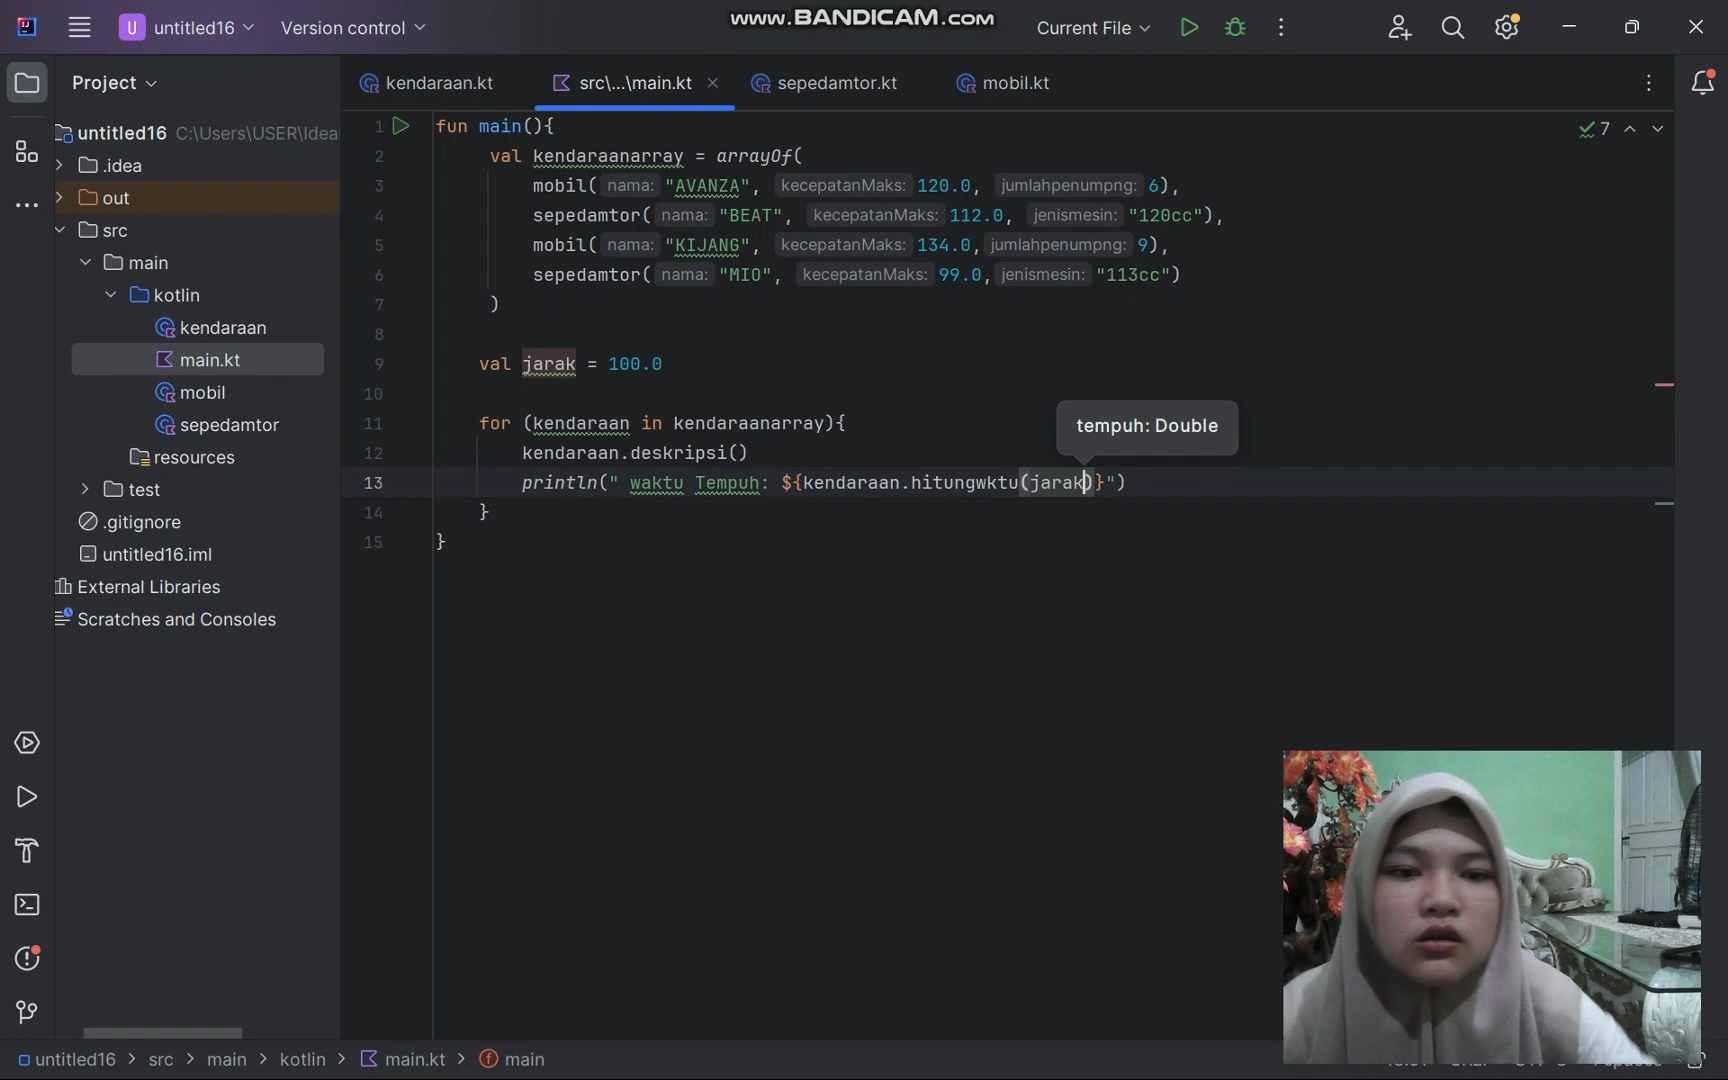 www.BANDICAM.com
U untitled16 Version control Current File
Project kendaraan.kt src\...\main.kt sepedamtor.kt mobil.kt
untitled16 C:\Users\USER\Idea
.idea
out
src
main
kotlin
kendaraan
main.kt
mobil
sepedamtor
resources
test
.gitignore
untitled16.iml
External Libraries
Scratches and Consoles
7
1 fun main(){
2 val kendaraanarray = arrayOf(
3 mobil( nama: "AVANZA", kecepatanMaks: 120.0, jumlahpenumpng: 6),
4 sepedamtor( nama: "BEAT", kecepatanMaks: 112.0, jenismesin: "120cc"),
5 mobil( nama: "KIJANG", kecepatanMaks: 134.0, jumlahpenumpng: 9),
6 sepedamtor( nama: "MIO", kecepatanMaks: 99.0, jenismesin: "113cc")
7 )
8
9 val jarak = 100.0
10
11 for (kendaraan in kendaraanarray){
tempuh: Double
12 kendaraan.deskripsi()
13 println(" waktu Tempuh: ${kendaraan.hitungwktu(jarak)}")
14 }
15 }
untitled16 > src > main > kotlin > main.kt > main